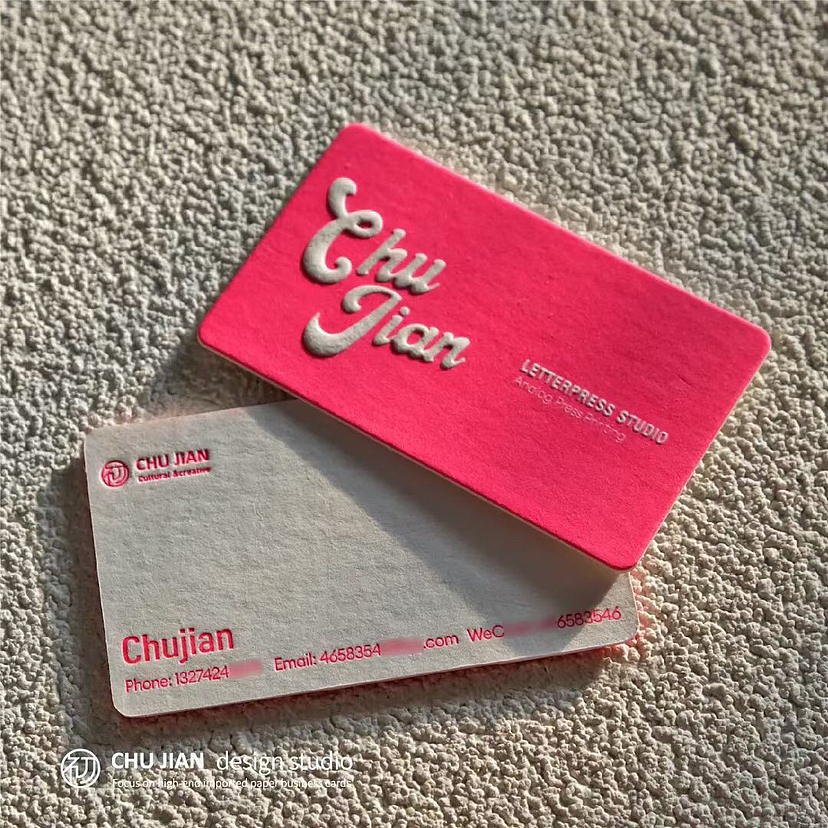 Chu
Jian
LETTERPRESS STUDIO
Analog Press Printing
CHU JIAN
Cultural &creative
Chujian
Phone: 1327424
Email: 4658354 .com WeC 6583546
CHU JIAN design studio
Focus on high-end imported paper business cards